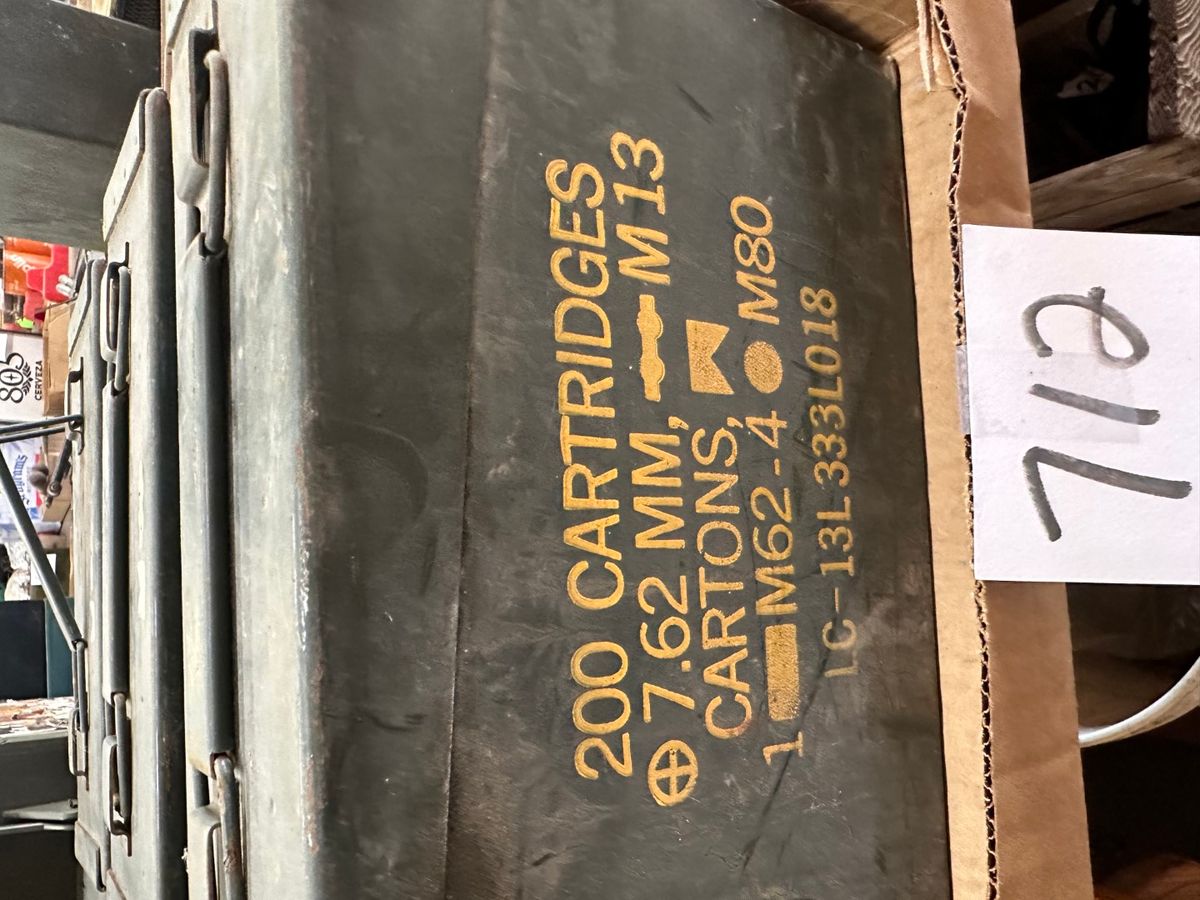 200 CARTRIDGES
7.62 MM, M13
CARTONS,
1 M62-4 M80
LC-13L333L018
712
805
CERVEZA